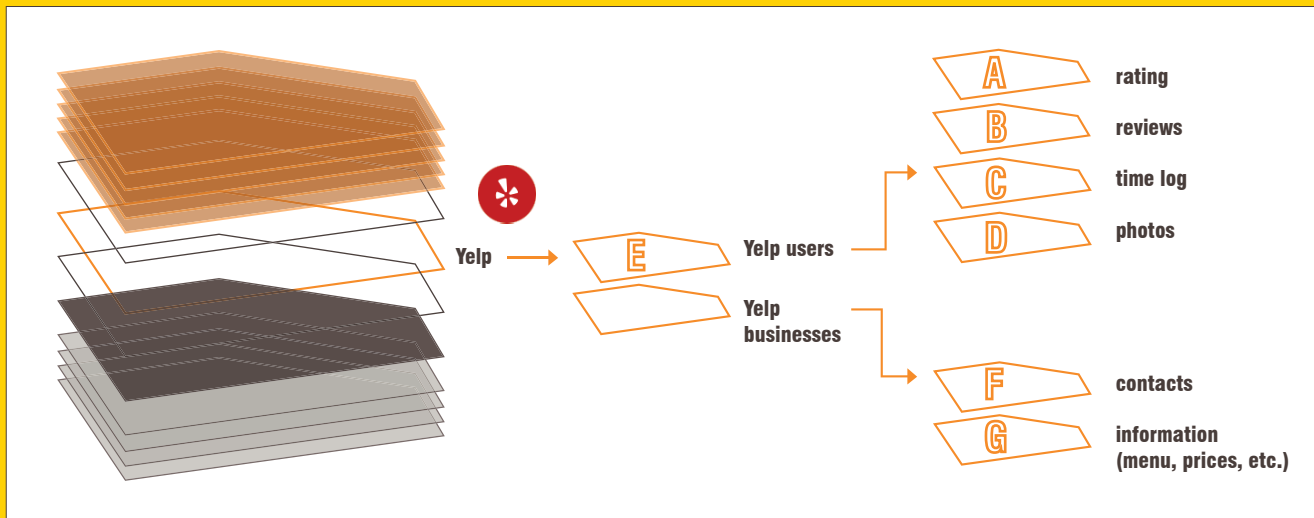 Yelp
E
Yelp users
Yelp
businesses
A
rating
B
reviews
C
time log
D
photos
F
contacts
G
information
(menu, prices, etc.)